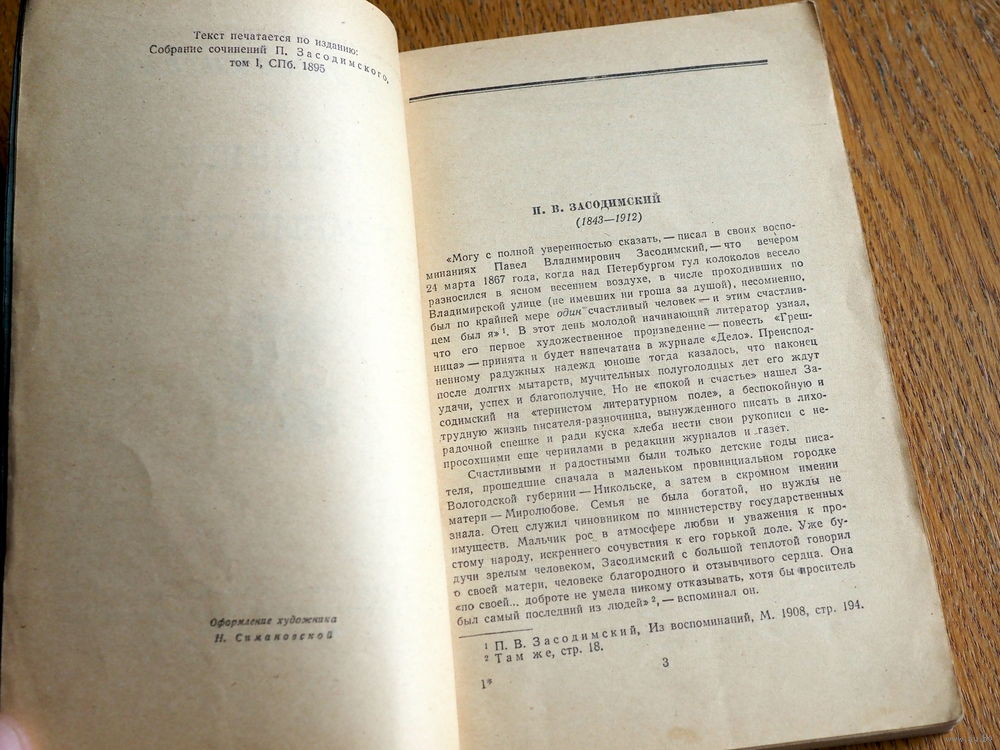 Текст печатается по изданию:
Собрание сочинений П. Засодимского,
том 1, СПб. 1895
Оформление художника
Н. Симановской
П. В. ЗАСОДИМСКИЙ
(1843—1912)
«Могу с полной уверенностью сказать,— писал в своих воспо-
минаниях Павел Владимирович Засодимский,— что вечером
24 марта 1867 года, когда над Петербургом гул колоколов весело
разносился в ясном весеннем воздухе, в числе проходивших по
Владимирской улице (не имевших ни гроша за душой), несомненно,
был по крайней мере один счастливый человек — и этим счастлив-
цем был я» 1. В этот день молодой начинающий литератор узнал,
что его первое художественное произведение — повесть «Греш-
ница» — принята и будет напечатана в журнале «Дело». Преиспол-
ненному радужных надежд юноше тогда казалось, что наконец
после долгих мытарств, мучительных полуголодных лет его ждут
удачи, успех и благополучие. Но не «покой и счастье» нашел За-
содимский на «тернистом литературном поле», а беспокойную и
трудную жизнь писателя-разночинца, вынужденного писать в лихо-
радочной спешке и ради куска хлеба нести свои рукописи с не-
просохшими еще чернилами в редакции журналов и газет.
Счастливыми и радостными были только детские годы писа-
теля, прошедшие сначала в маленьком провинциальном городке
Вологодской губернии — Никольске, а затем в скромном имении
матери — Миролюбове. Семья не была богатой, но нужды не
знала. Отец служил чиновником по министерству государственных
имуществ. Мальчик рос в атмосфере любви и уважения к про-
стому народу, искреннего сочувствия к его горькой доле. Уже бу-
дучи зрелым человеком, Засодимский с большой теплотой говорил
о своей матери, человеке благородного и отзывчивого сердца. Она
«по своей... доброте не умела никому отказывать, хотя бы проситель
был самый последний из людей» 2,— вспоминал он.
1 П. В. Засодимский, Из воспоминаний, М. 1908, стр. 194.
2 Там же, стр. 18.
3
1*